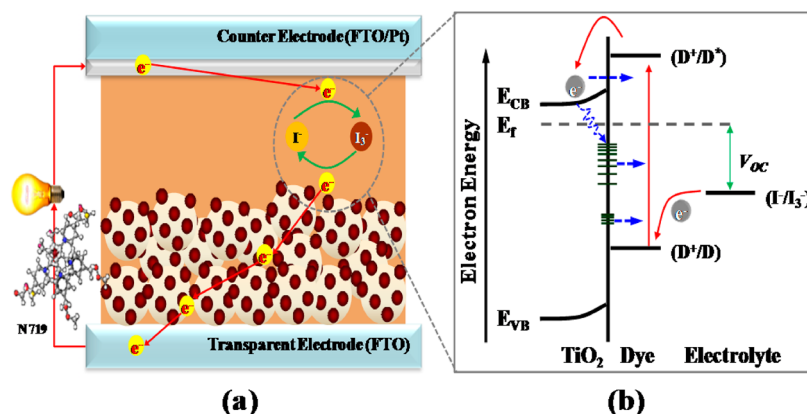 (a)
Counter Electrode (FTO/Pt)
e⁻
e⁻
I⁻
I₃⁻
e⁻
e⁻
e⁻
e⁻
N719
Transparent Electrode (FTO)
(b)
Electron Energy
(D⁺/D*)
e⁻
E_CB
E_f
V_OC
(I⁻/I₃⁻)
e⁻
(D⁺/D)
E_VB
TiO₂ Dye Electrolyte
(a)
(b)